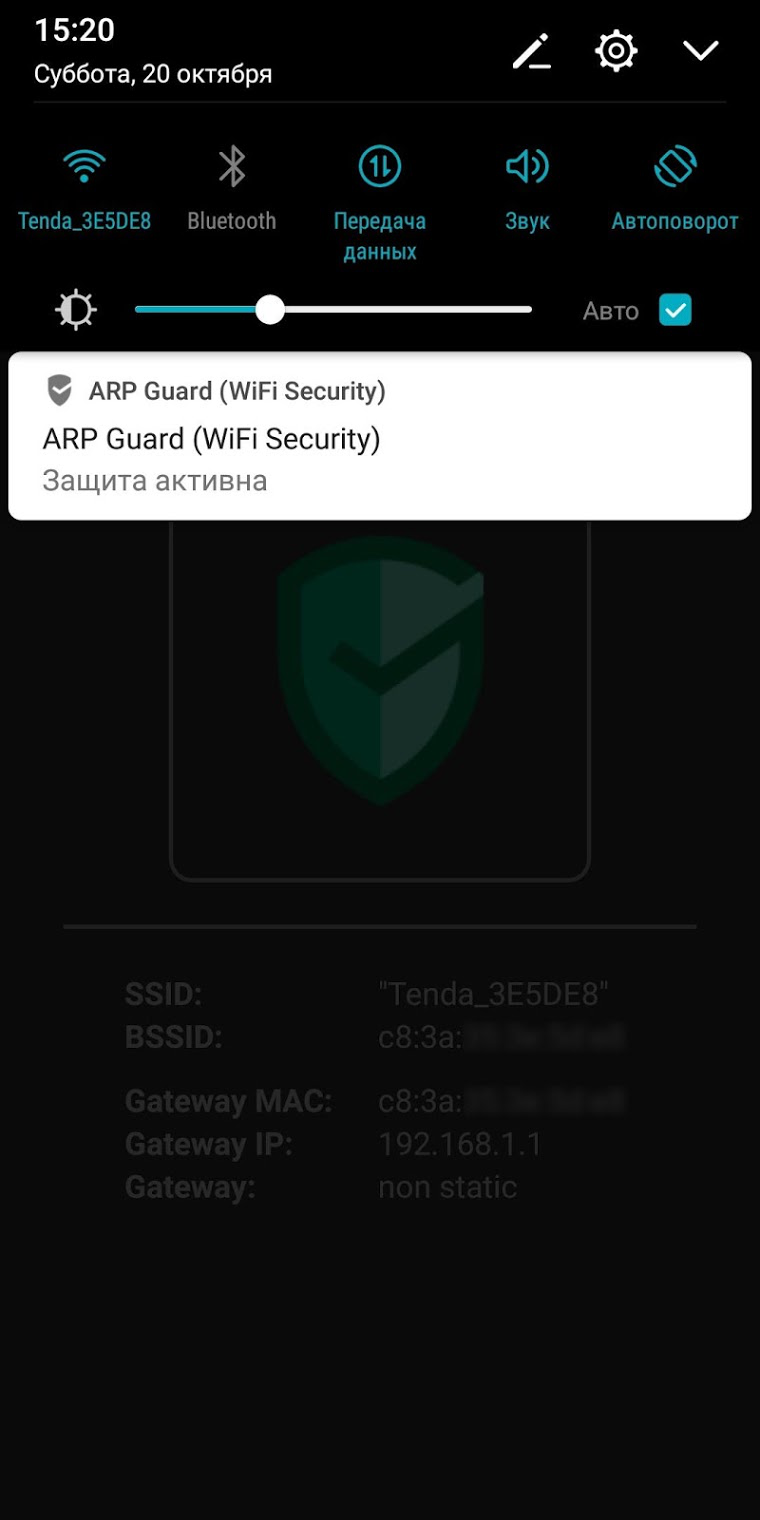 15:20
Суббота, 20 октября
Tenda_3E5DE8
Bluetooth
Передача
данных
Звук
Автоповорот
Авто
ARP Guard (WiFi Security)
ARP Guard (WiFi Security)
Защита активна
SSID: "Tenda_3E5DE8"
BSSID: c8:3a:
Gateway MAC: c8:3a:
Gateway IP: 192.168.1.1
Gateway: non static